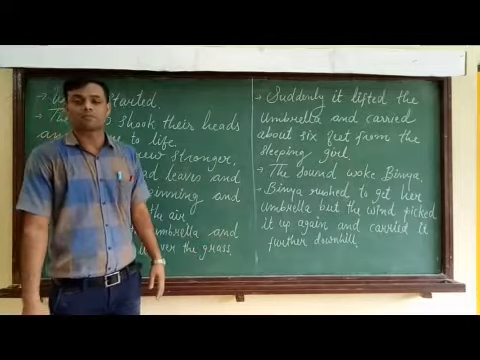 started.
shook their heads
to life.
stronger.
leaves and
and
the air
umbrella and
over the grass.
→ Suddenly it lifted the
umbrella and carried
about six feet from the
sleeping girl.
→ The sound woke Binya.
→ Binya rushed to get her
umbrella but the wind picked
it up again and carried it
further downhill.